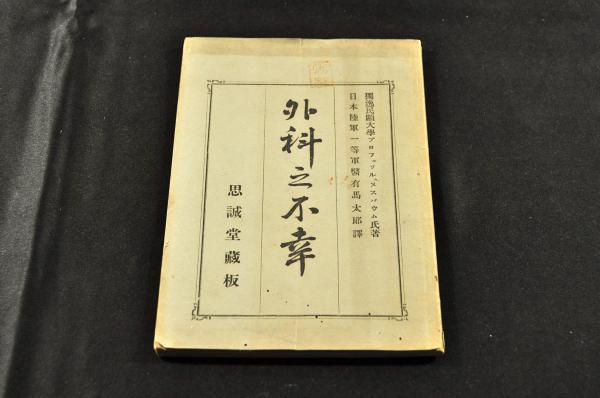 獨逸民顕大學プロフェッソル、ヌスバウム氏著
日本陸軍一等軍醫有馬太郎譯
外科之不幸
思誠堂藏板